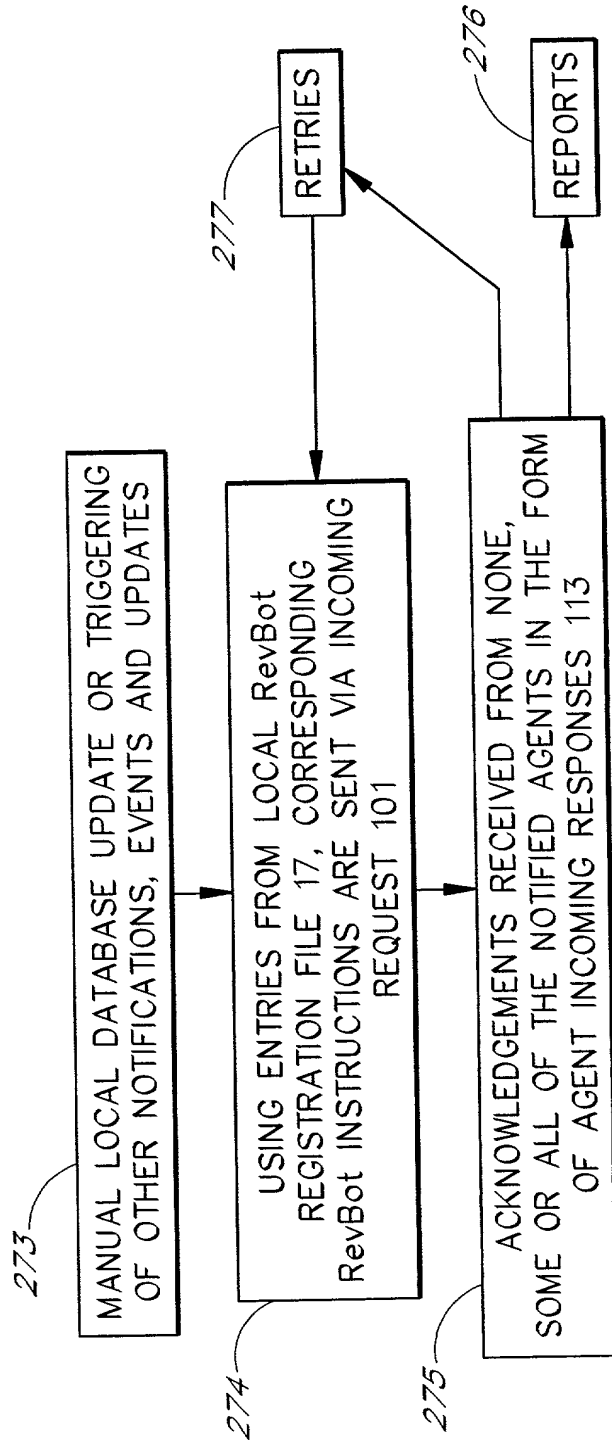 273
MANUAL LOCAL DATABASE UPDATE OR TRIGGERING
OF OTHER NOTIFICATIONS, EVENTS AND UPDATES
274
USING ENTRIES FROM LOCAL RevBot
REGISTRATION FILE 17, CORRESPONDING
RevBot INSTRUCTIONS ARE SENT VIA INCOMING
REQUEST 101
277
RETRIES
275
ACKNOWLEDGEMENTS RECEIVED FROM NONE,
SOME OR ALL OF THE NOTIFIED AGENTS IN THE FORM
OF AGENT INCOMING RESPONSES 113
276
REPORTS